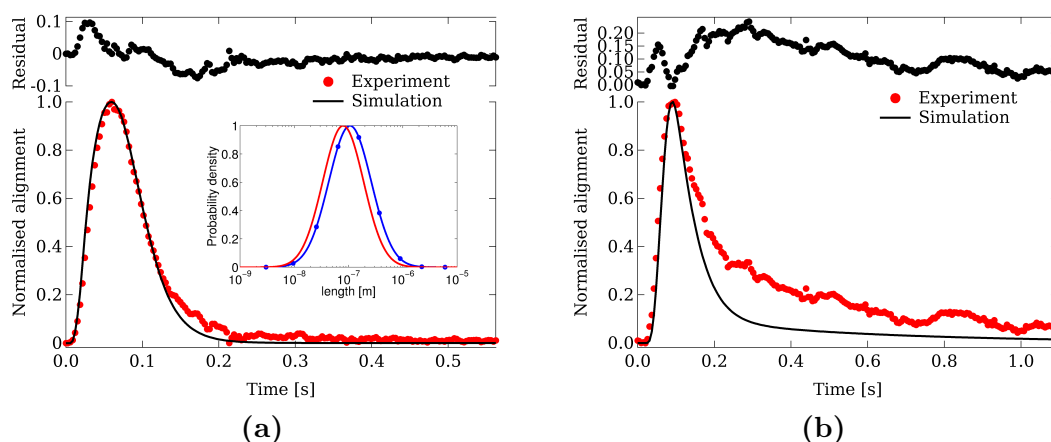 0.1
0
-0.1
Residual
Experiment
Simulation
1.0
0.8
0.6
0.4
0.2
0
Normalised alignment
0.0 0.1 0.2 0.3 0.4 0.5
Time [s]
1
0.8
0.6
0.4
0.2
0
Probability density
10⁻⁹ 10⁻⁸ 10⁻⁷ 10⁻⁶ 10⁻⁵
length [m]
(a)
0.20
0.15
0.10
0.05
0.00
Residual
Experiment
Simulation
1.0
0.8
0.6
0.4
0.2
0
Normalised alignment
0.0 0.2 0.4 0.6 0.8 1.0
Time [s]
(b)